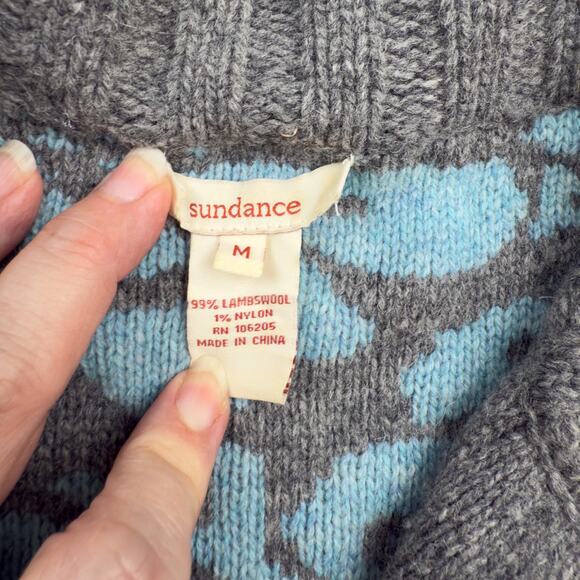 sundance
M
99% LAMBSWOOL
1% NYLON
RN 106205
MADE IN CHINA